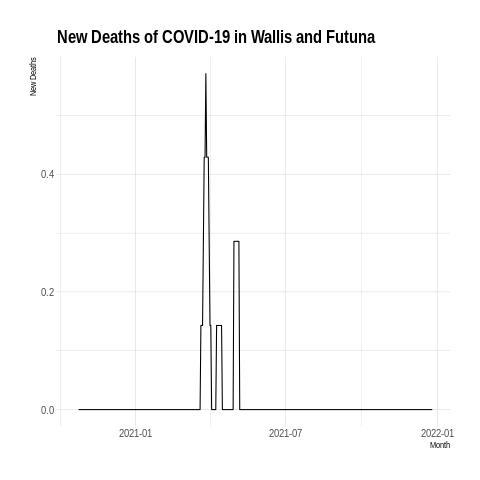 New Deaths of COVID-19 in Wallis and Futuna
New Deaths
0.4
0.2
0.0
2021-01
2021-07
2022-01
Month